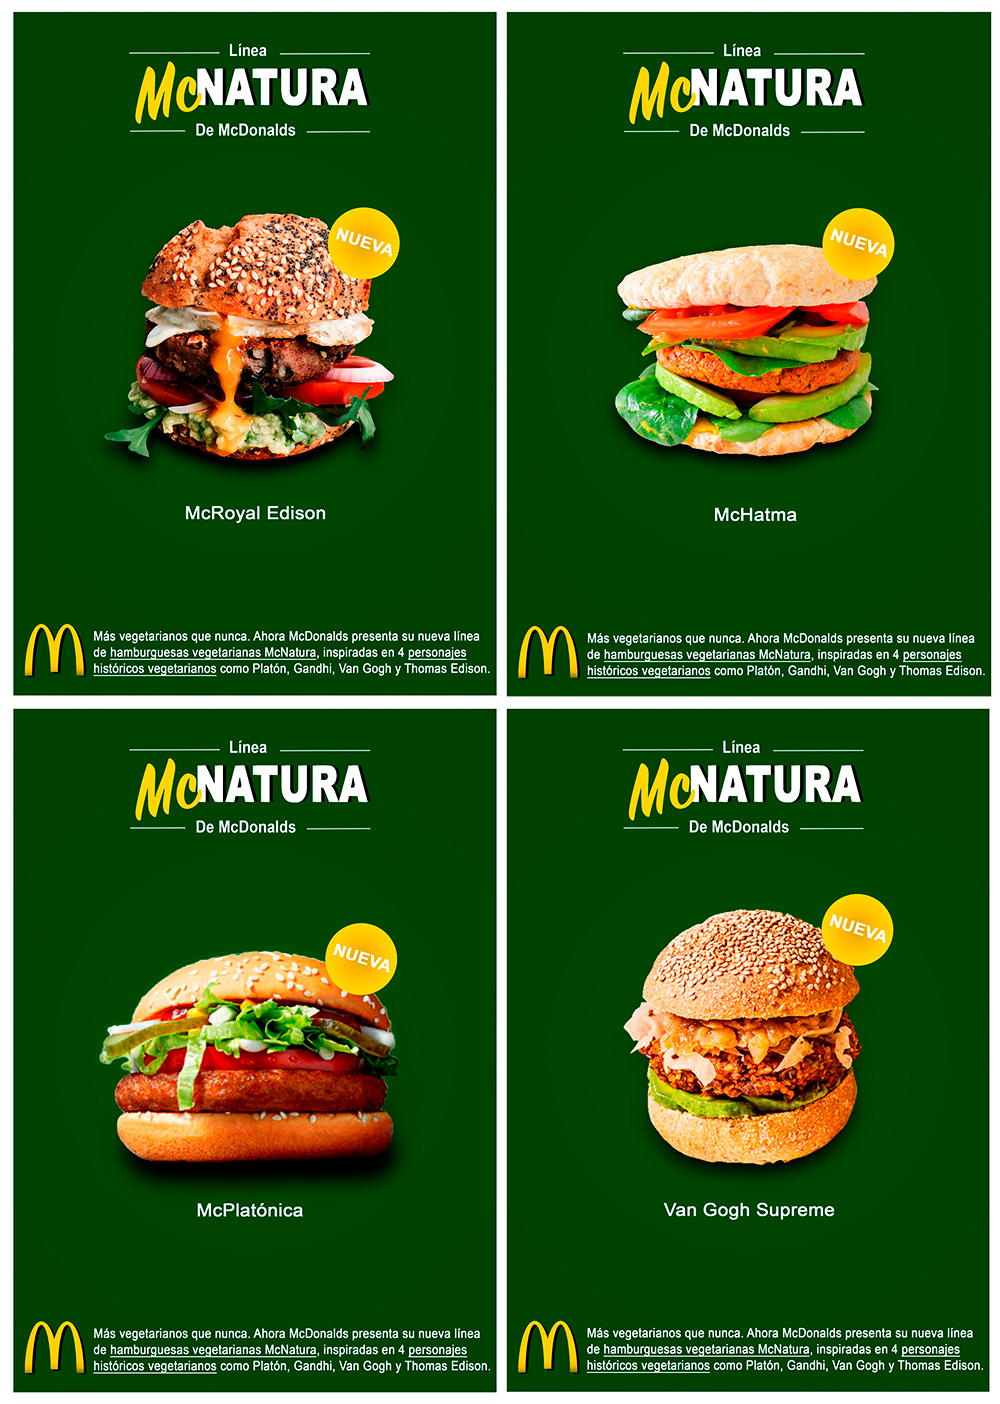 Línea
McNATURA
De McDonalds
NUEVA
McRoyal Edison
Más vegetarianos que nunca. Ahora McDonalds presenta su nueva línea
de hamburguesas vegetarianas McNatura, inspiradas en 4 personajes
históricos vegetarianos como Platón, Gandhi, Van Gogh y Thomas Edison.
Línea
McNATURA
De McDonalds
NUEVA
McHatma
Más vegetarianos que nunca. Ahora McDonalds presenta su nueva línea
de hamburguesas vegetarianas McNatura, inspiradas en 4 personajes
históricos vegetarianos como Platón, Gandhi, Van Gogh y Thomas Edison.
Línea
McNATURA
De McDonalds
NUEVA
McPlatónica
Más vegetarianos que nunca. Ahora McDonalds presenta su nueva línea
de hamburguesas vegetarianas McNatura, inspiradas en 4 personajes
históricos vegetarianos como Platón, Gandhi, Van Gogh y Thomas Edison.
Línea
McNATURA
De McDonalds
NUEVA
Van Gogh Supreme
Más vegetarianos que nunca. Ahora McDonalds presenta su nueva línea
de hamburguesas vegetarianas McNatura, inspiradas en 4 personajes
históricos vegetarianos como Platón, Gandhi, Van Gogh y Thomas Edison.